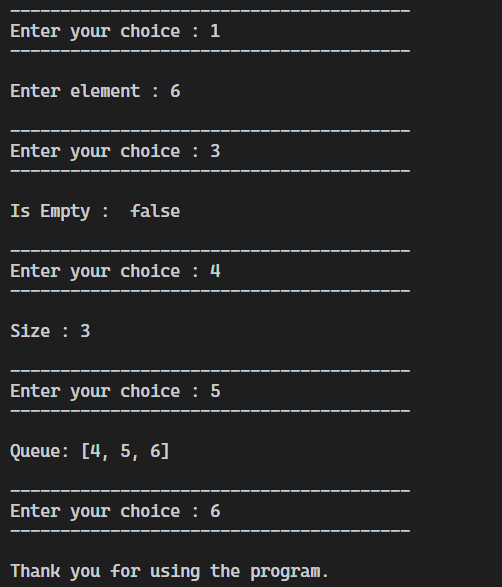 ----------------------------------------
Enter your choice : 1
----------------------------------------
Enter element : 6
----------------------------------------
Enter your choice : 3
----------------------------------------
Is Empty :  false
----------------------------------------
Enter your choice : 4
----------------------------------------
Size : 3
----------------------------------------
Enter your choice : 5
----------------------------------------
Queue: [4, 5, 6]
----------------------------------------
Enter your choice : 6
----------------------------------------
Thank you for using the program.